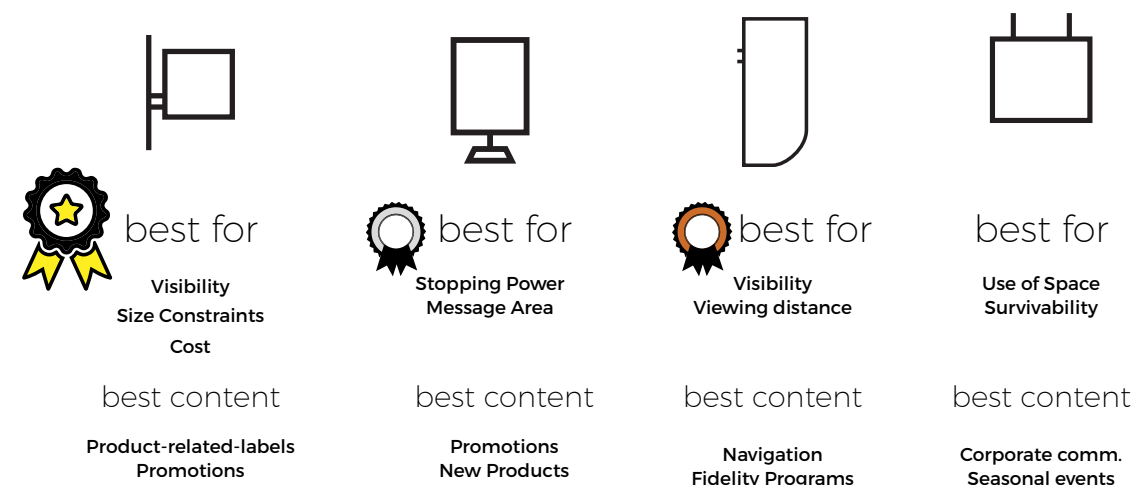 best for
Visibility
Size Constraints
Cost
best content
Product-related-labels
Promotions
best for
Stopping Power
Message Area
best content
Promotions
New Products
best for
Visibility
Viewing distance
best content
Navigation
Fidelity Programs
best for
Use of Space
Survivability
best content
Corporate comm.
Seasonal events